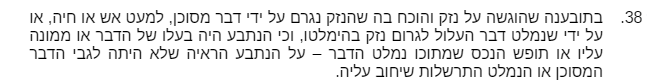 38. בתובענה שהוגשה על נזק והוכח בה שהנזק נגרם על ידי דבר מסוכן, למעט אש או חיה, או
על ידי שנמלט דבר העלול לגרום נזק בהימלטו, וכי הנתבע היה בעלו של הדבר או ממונה
עליו או תופש הנכס שמתוכו נמלט הדבר – על הנתבע הראיה שלא היתה לגבי הדבר
המסוכן או הנמלט התרשלות שיחוב עליה.